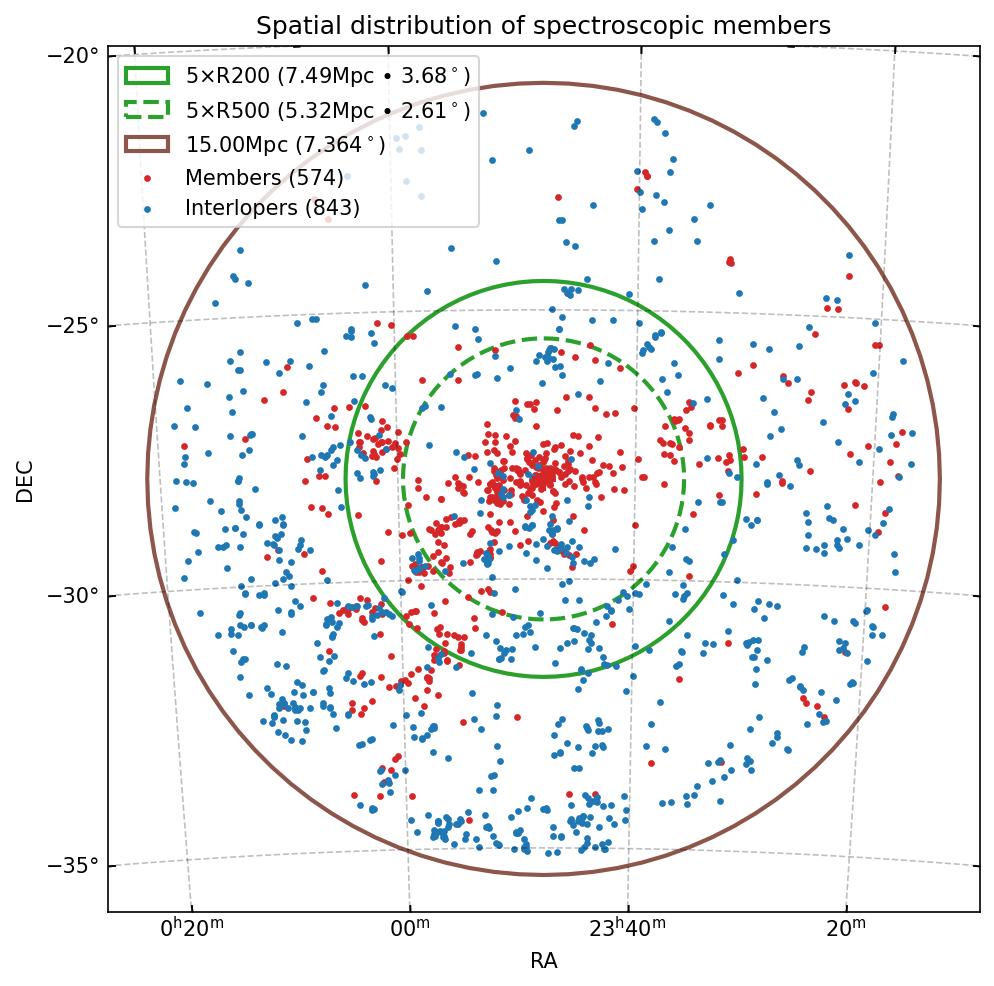 Spatial distribution of spectroscopic members
5×R200 (7.49Mpc • 3.68°)
5×R500 (5.32Mpc • 2.61°)
15.00Mpc (7.364°)
Members (574)
Interlopers (843)
−20°
−25°
−30°
−35°
DEC
0ʰ20ᵐ
00ᵐ
23ʰ40ᵐ
20ᵐ
RA